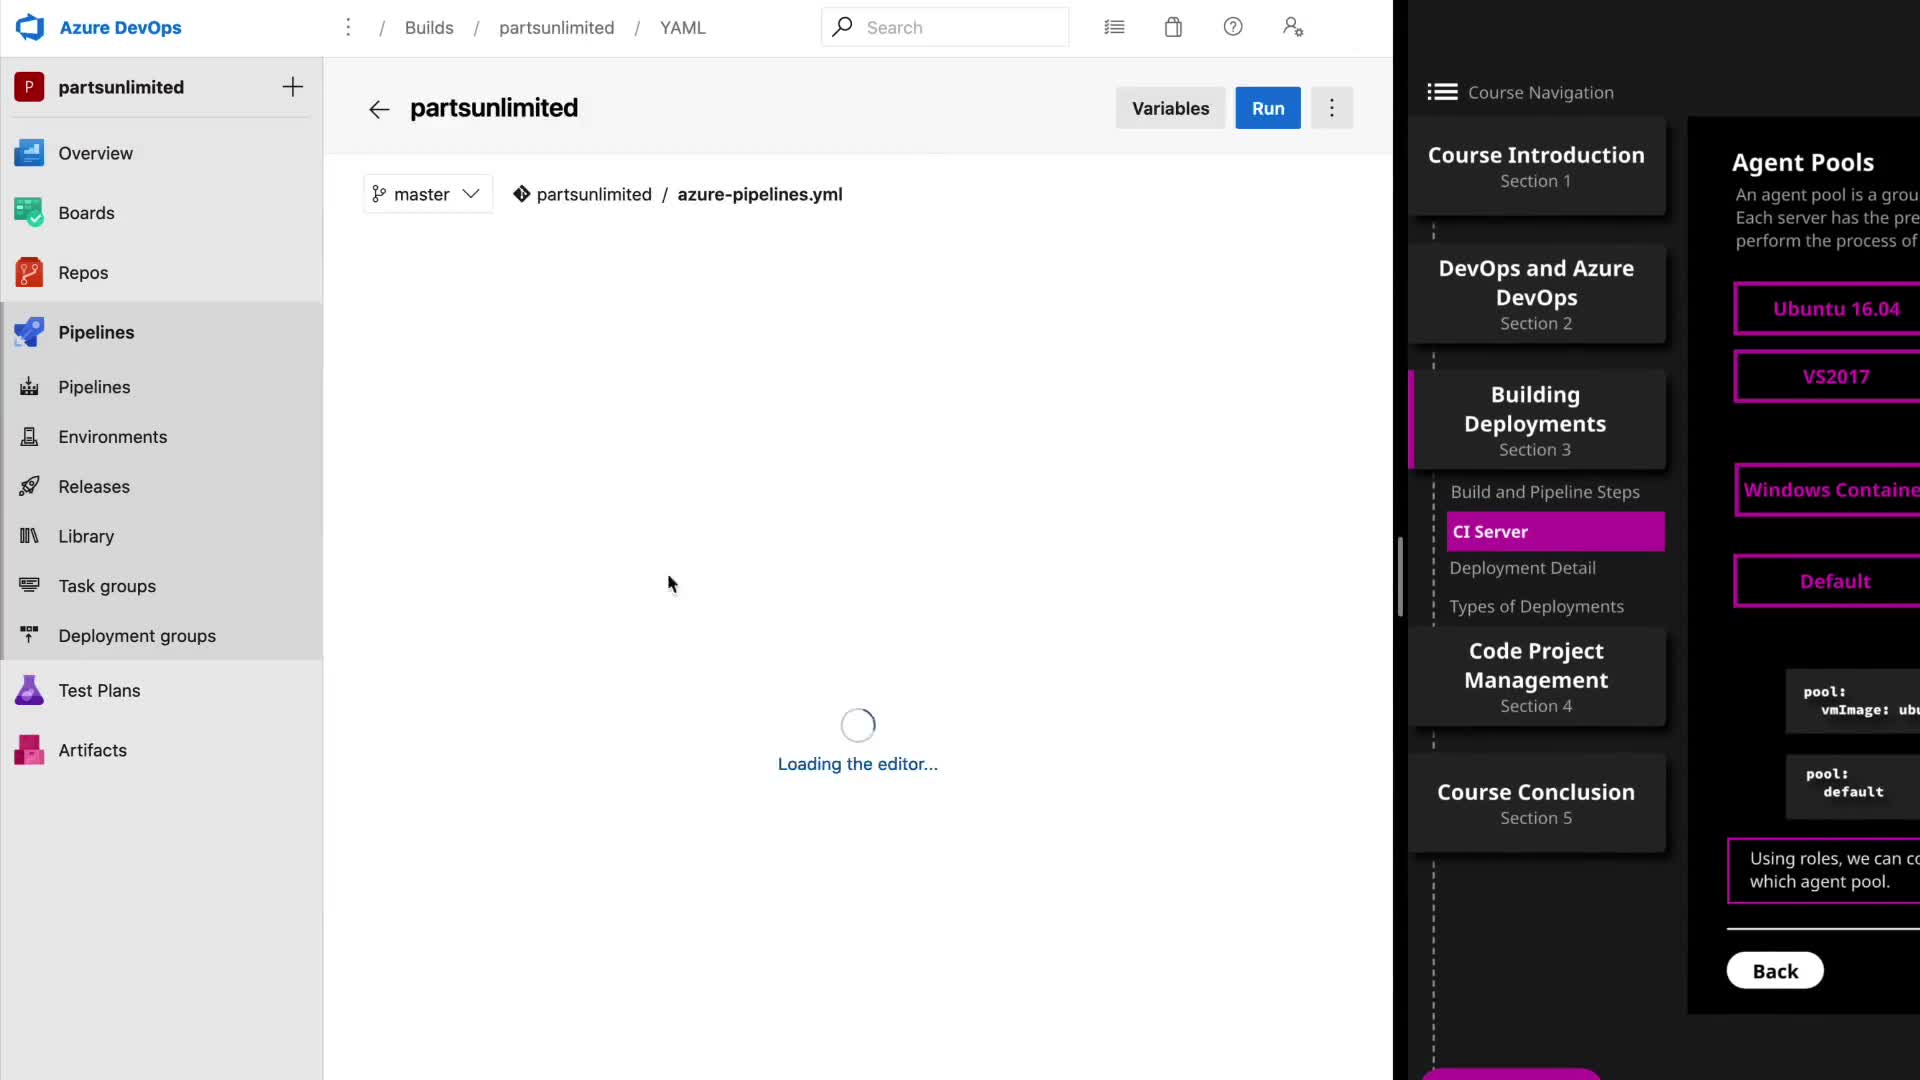 Azure DevOps
/ Builds / partsunlimited / YAML
Search
P partsunlimited
Overview
Boards
Repos
Pipelines
Pipelines
Environments
Releases
Library
Task groups
Deployment groups
Test Plans
Artifacts
partsunlimited
Variables
Run
master
partsunlimited / azure-pipelines.yml
Loading the editor...
Course Navigation
Course Introduction
Section 1
DevOps and Azure
DevOps
Section 2
Building
Deployments
Section 3
Build and Pipeline Steps
CI Server
Deployment Detail
Types of Deployments
Code Project
Management
Section 4
Course Conclusion
Section 5
Agent Pools
An agent pool is a grou
Each server has the pre
perform the process of
Ubuntu 16.04
VS2017
Windows Containe
Default
pool:
vmImage: ubu
pool:
default
Using roles, we can co
which agent pool.
Back